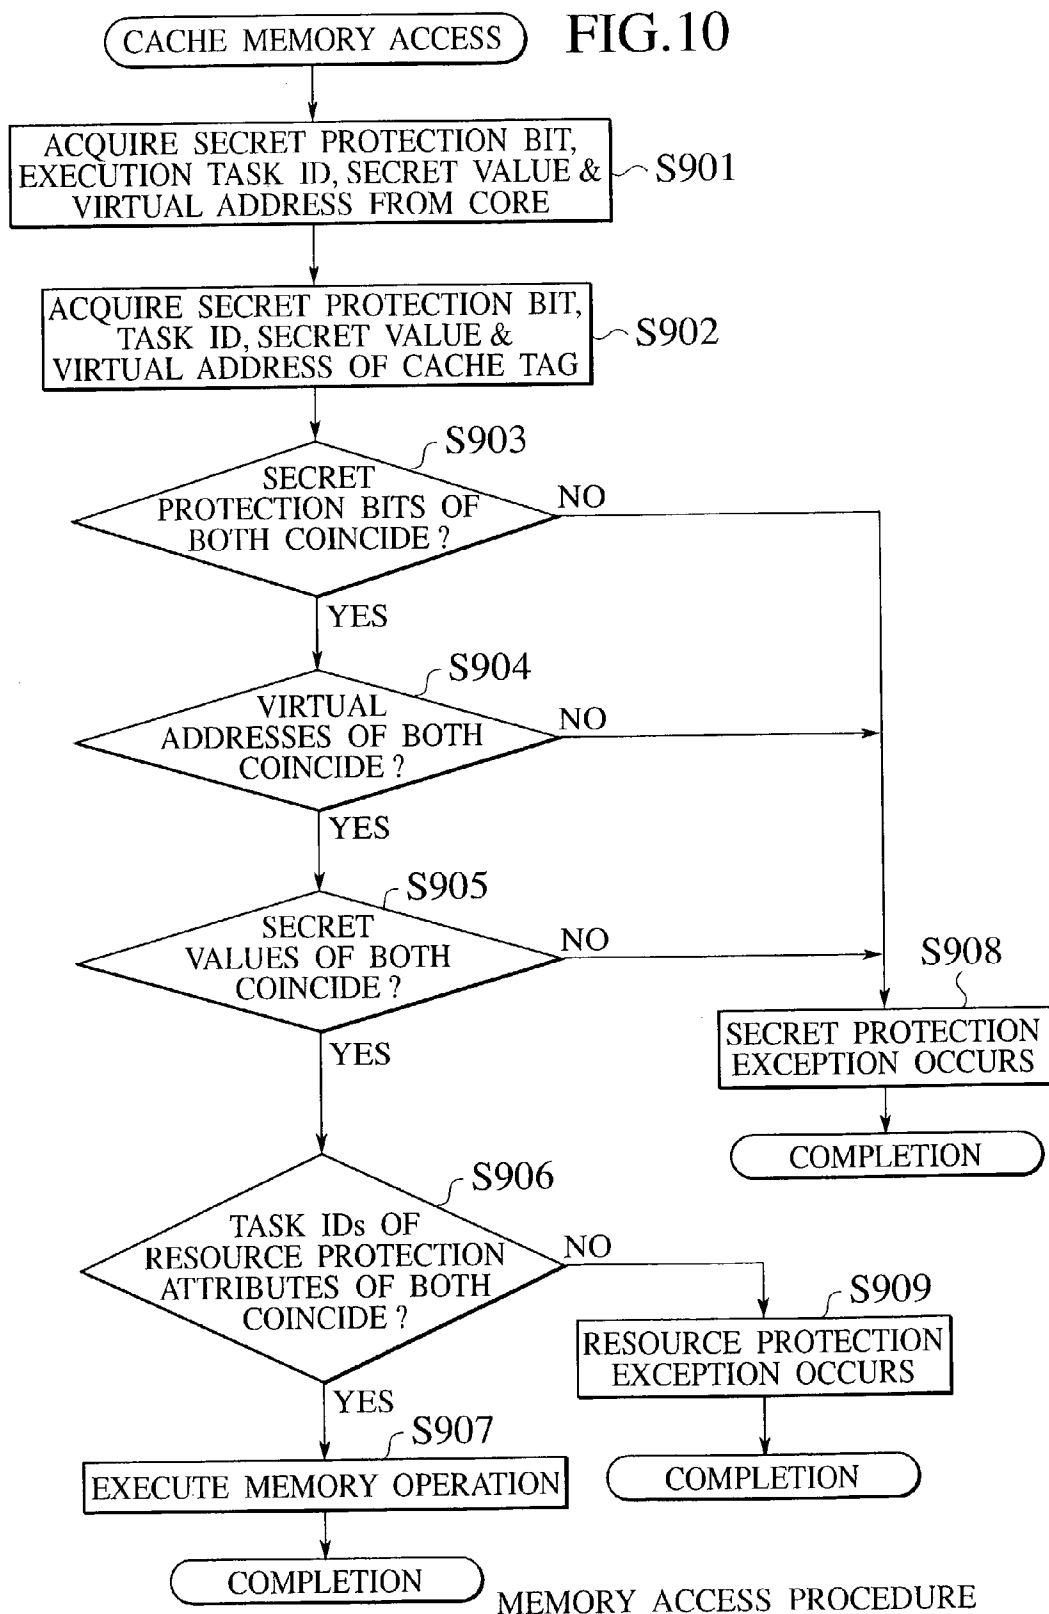 CACHE MEMORY ACCESS
FIG.10
ACQUIRE SECRET PROTECTION BIT,
EXECUTION TASK ID, SECRET VALUE &
VIRTUAL ADDRESS FROM CORE
S901
ACQUIRE SECRET PROTECTION BIT,
TASK ID, SECRET VALUE &
VIRTUAL ADDRESS OF CACHE TAG
S902
S903
SECRET
PROTECTION BITS OF
BOTH COINCIDE?
NO
YES
S904
VIRTUAL
ADDRESSES OF BOTH
COINCIDE?
NO
YES
S905
SECRET
VALUES OF BOTH
COINCIDE?
NO
YES
S908
SECRET PROTECTION
EXCEPTION OCCURS
COMPLETION
S906
TASK IDs OF
RESOURCE PROTECTION
ATTRIBUTES OF BOTH
COINCIDE?
NO
YES
S909
RESOURCE PROTECTION
EXCEPTION OCCURS
COMPLETION
S907
EXECUTE MEMORY OPERATION
COMPLETION
MEMORY ACCESS PROCEDURE